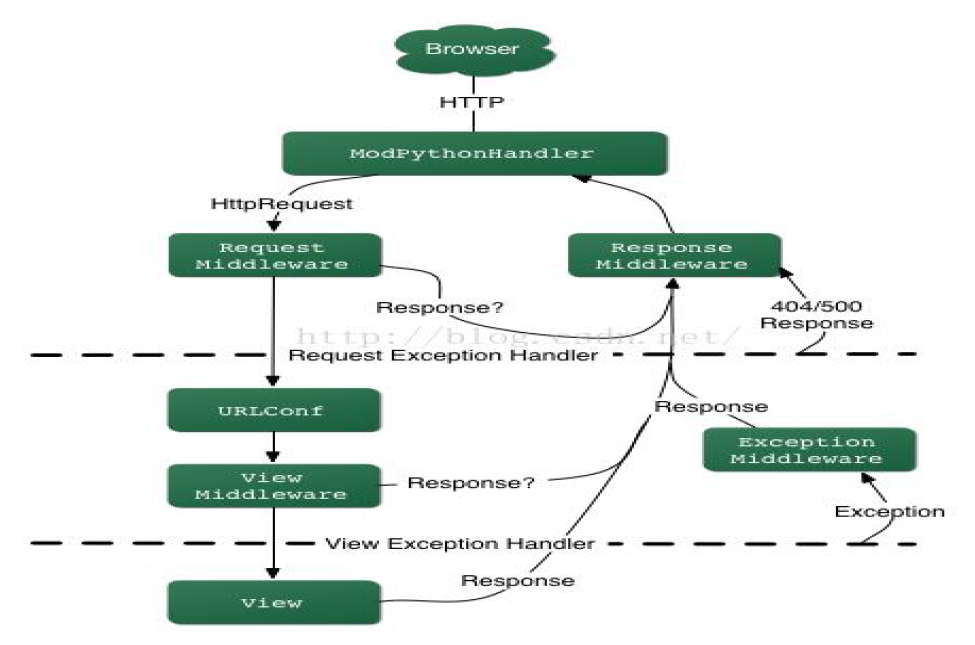 Browser
HTTP
ModPythonHandler
HttpRequest
Request
Middleware
Response
Middleware
Response?
404/500
Response
http://blog.csdn.net/
Request Exception Handler
URLConf
Response
Exception
Middleware
View
Middleware
Response?
Exception
View Exception Handler
Response
View